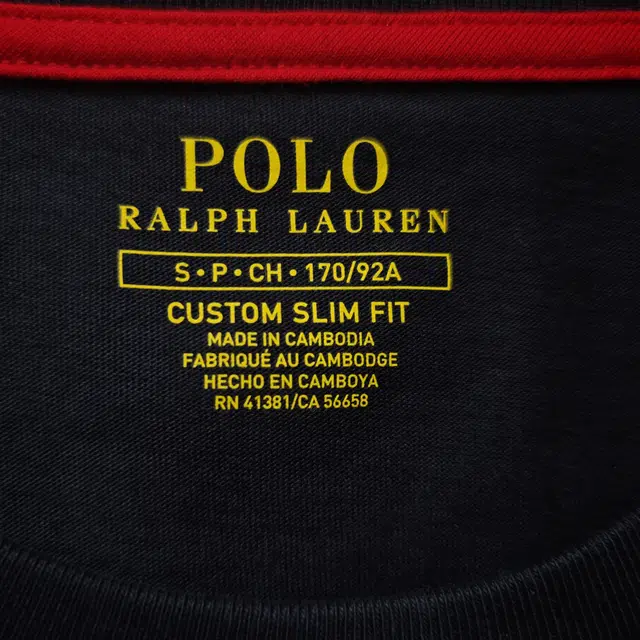 POLO
RALPH LAUREN
S • P • CH • 170/92A
CUSTOM SLIM FIT
MADE IN CAMBODIA
FABRIQUÉ AU CAMBODGE
HECHO EN CAMBOYA
RN 41381/CA 56658